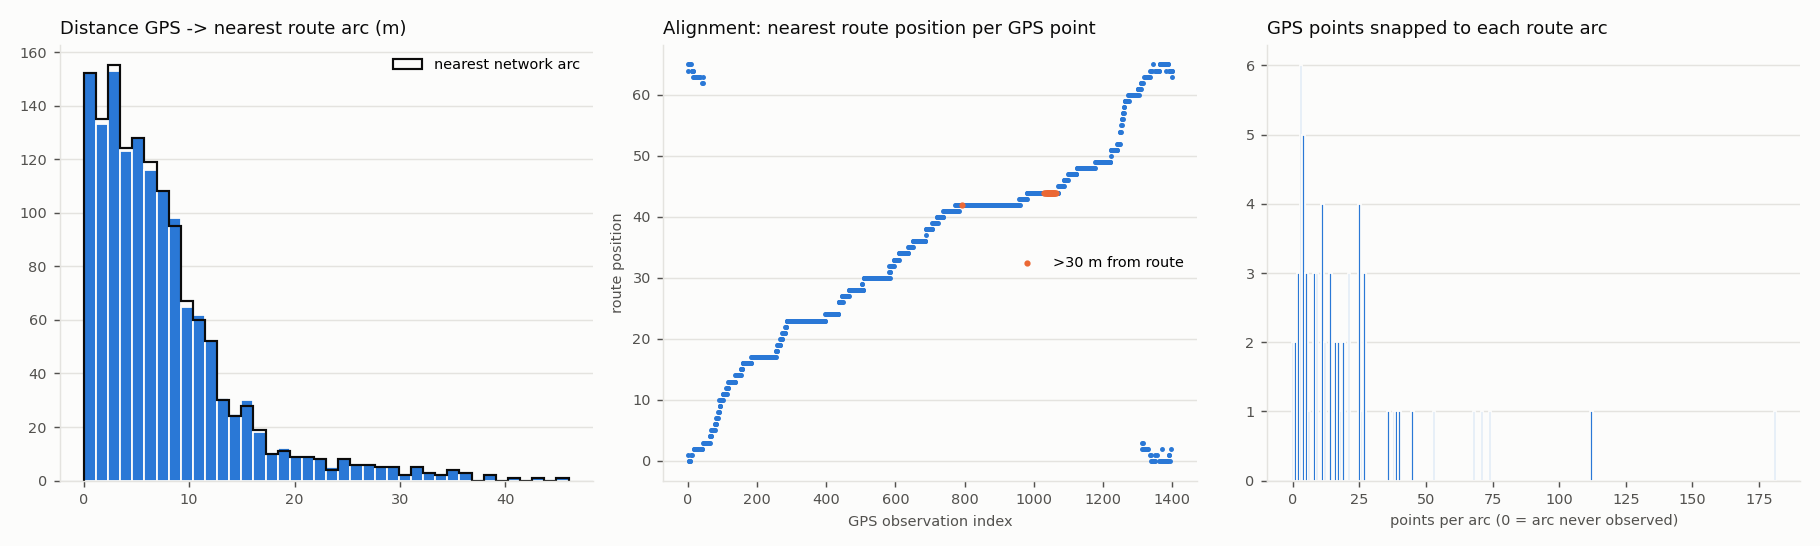 Distance GPS -> nearest route arc (m)
160
140
120
100
80
60
40
20
0
0 10 20 30 40
nearest network arc
Alignment: nearest route position per GPS point
route position
60
50
40
30
20
10
0
>30 m from route
0 200 400 600 800 1000 1200 1400
GPS observation index
GPS points snapped to each route arc
6
5
4
3
2
1
0
0 25 50 75 100 125 150 175
points per arc (0 = arc never observed)